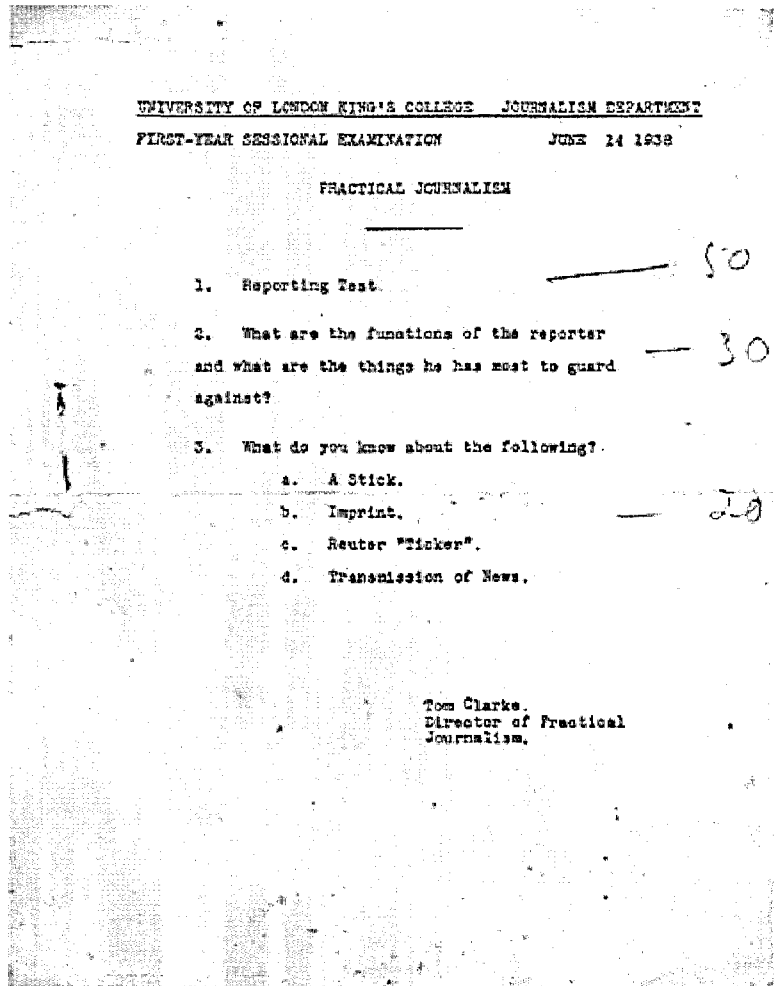 UNIVERSITY OF LONDON KING'S COLLEGE JOURNALISM DEPARTMENT
FIRST-YEAR SESSIONAL EXAMINATION JUNE 14 1938
PRACTICAL JOURNALISM
1. Reporting Test. — 50
2. What are the functions of the reporter
and what are the things he has most to guard — 30
against?
3. What do you know about the following?
a. A Stick.
b. Imprint. — 20
c. Reuter "Ticker".
d. Transmission of News.
Tom Clarke.
Director of Practical
Journalism.